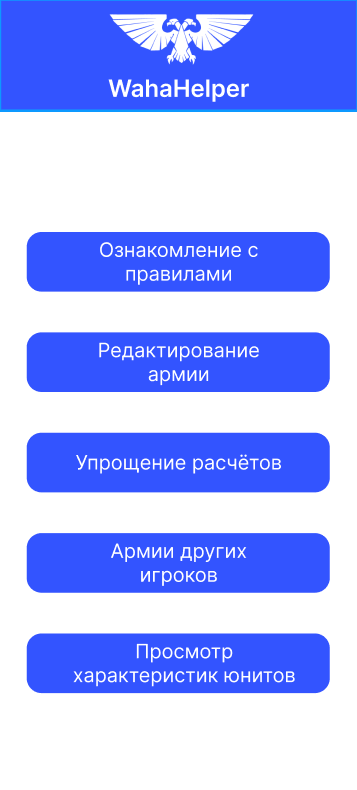 WahaHelper
Ознакомление с
правилами
Редактирование
армии
Упрощение расчётов
Армии других
игроков
Просмотр
характеристик юнитов